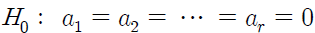 H₀ : a₁ = a₂ = ⋯ = aᵣ = 0